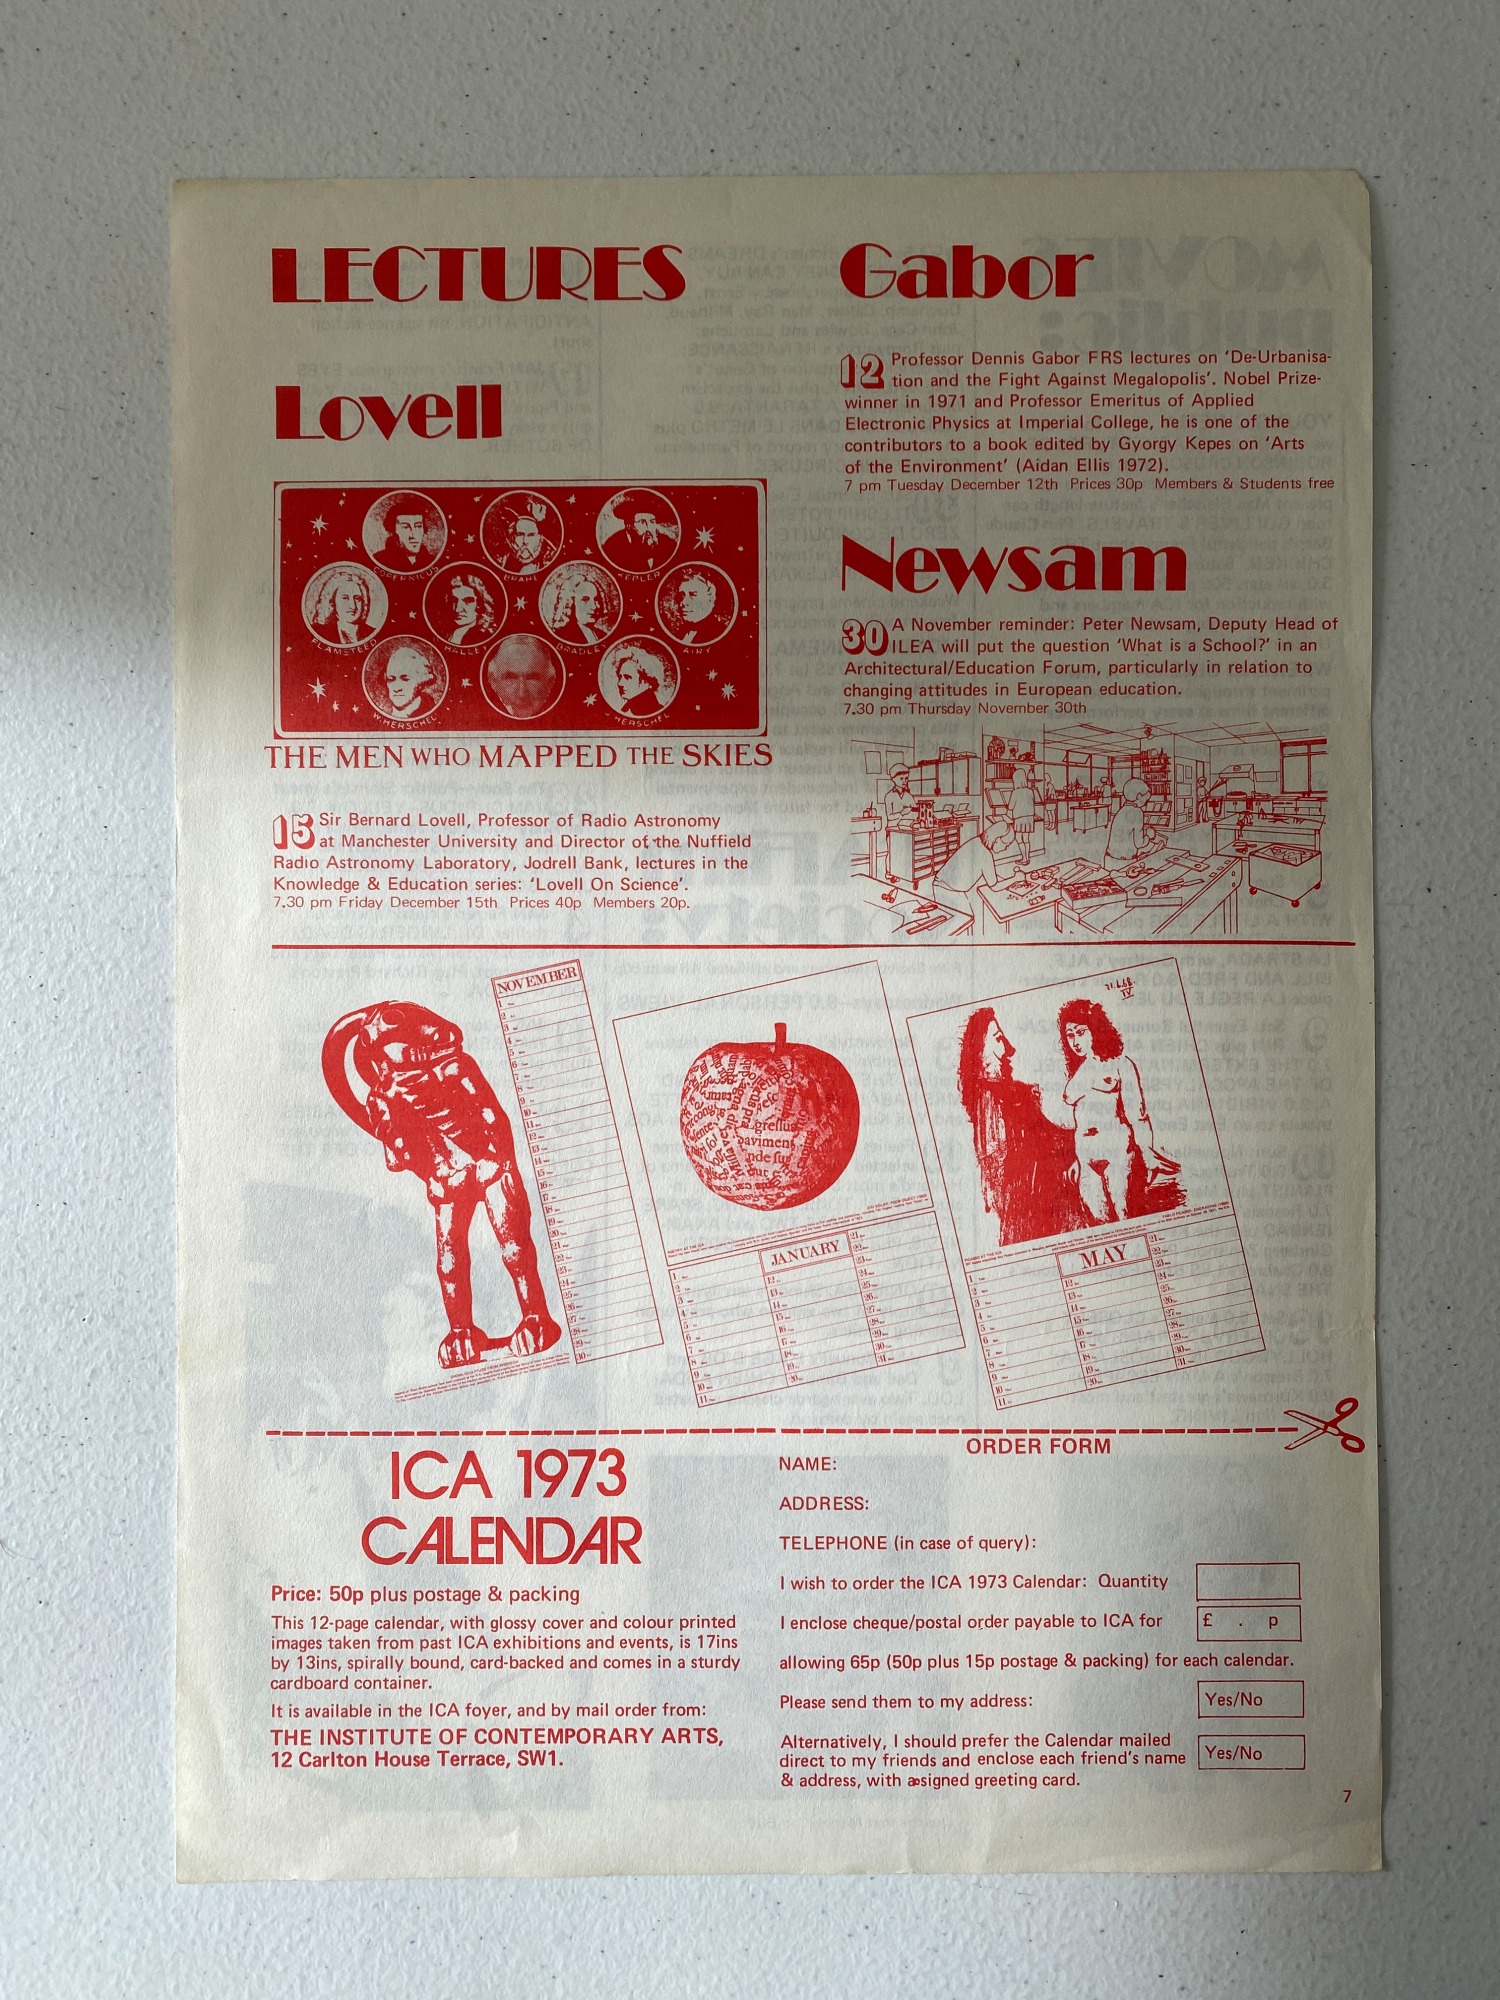 LECTURES
Lovell
COPERNICUS
BRAHE
KEPLER
FLAMSTEED
HALLEY
BRADLEY
AIRY
W. HERSCHEL
J HERSCHEL
THE MEN WHO MAPPED THE SKIES
15 Sir Bernard Lovell, Professor of Radio Astronomy
at Manchester University and Director of the Nuffield
Radio Astronomy Laboratory, Jodrell Bank, lectures in the
Knowledge & Education series: 'Lovell On Science'.
7.30 pm Friday December 15th Prices 40p Members 20p.
Gabor
12 Professor Dennis Gabor FRS lectures on 'De-Urbanisa-
tion and the Fight Against Megalopolis'. Nobel Prize-
winner in 1971 and Professor Emeritus of Applied
Electronic Physics at Imperial College, he is one of the
contributors to a book edited by Gyorgy Kepes on 'Arts
of the Environment' (Aidan Ellis 1972).
7 pm Tuesday December 12th Prices 30p Members & Students free
Newsam
30 A November reminder: Peter Newsam, Deputy Head of
ILEA will put the question 'What is a School?' in an
Architectural/Education Forum, particularly in relation to
changing attitudes in European education.
7.30 pm Thursday November 30th
NOVEMBER
JANUARY
MAY
ICA 1973
CALENDAR
Price: 50p plus postage & packing
This 12-page calendar, with glossy cover and colour printed
images taken from past ICA exhibitions and events, is 17ins
by 13ins, spirally bound, card-backed and comes in a sturdy
cardboard container.
It is available in the ICA foyer, and by mail order from:
THE INSTITUTE OF CONTEMPORARY ARTS,
12 Carlton House Terrace, SW1.
ORDER FORM
NAME:
ADDRESS:
TELEPHONE (in case of query):
I wish to order the ICA 1973 Calendar: Quantity
I enclose cheque/postal order payable to ICA for £ . p
allowing 65p (50p plus 15p postage & packing) for each calendar.
Please send them to my address: Yes/No
Alternatively, I should prefer the Calendar mailed
direct to my friends and enclose each friend's name Yes/No
& address, with a signed greeting card.
7